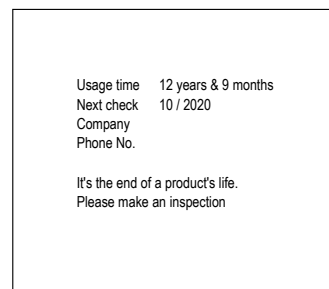 Usage time 12 years & 9 months
Next check 10 / 2020
Company
Phone No.
It's the end of a product's life.
Please make an inspection